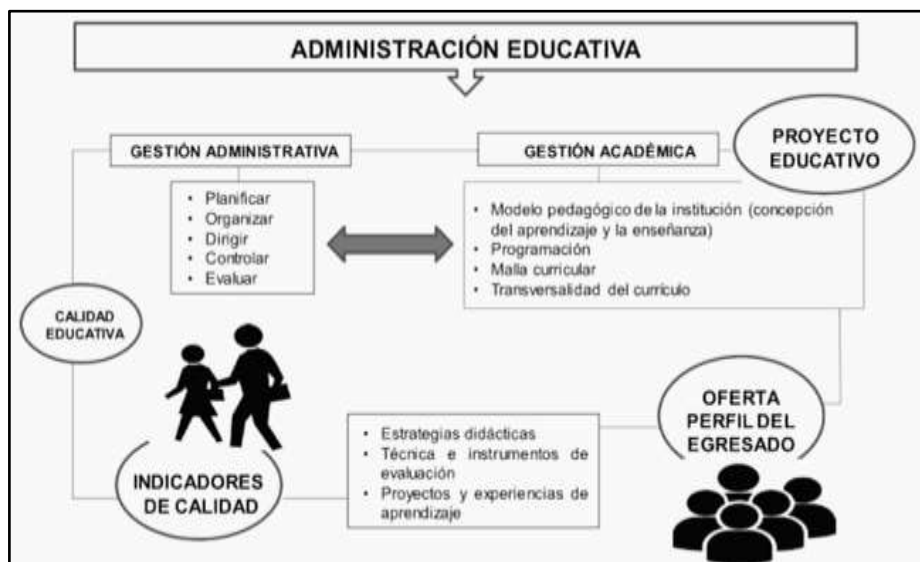 ADMINISTRACIÓN EDUCATIVA
GESTIÓN ADMINISTRATIVA
GESTIÓN ACADÉMICA
PROYECTO
EDUCATIVO
• Planificar
• Organizar
• Dirigir
• Controlar
• Evaluar
• Modelo pedagógico de la institución (concepción
del aprendizaje y la enseñanza)
• Programación
• Malla curricular
• Transversalidad del currículo
CALIDAD
EDUCATIVA
OFERTA
PERFIL DEL
EGRESADO
• Estrategias didácticas
• Técnica e instrumentos de
evaluación
• Proyectos y experiencias de
aprendizaje
INDICADORES
DE CALIDAD